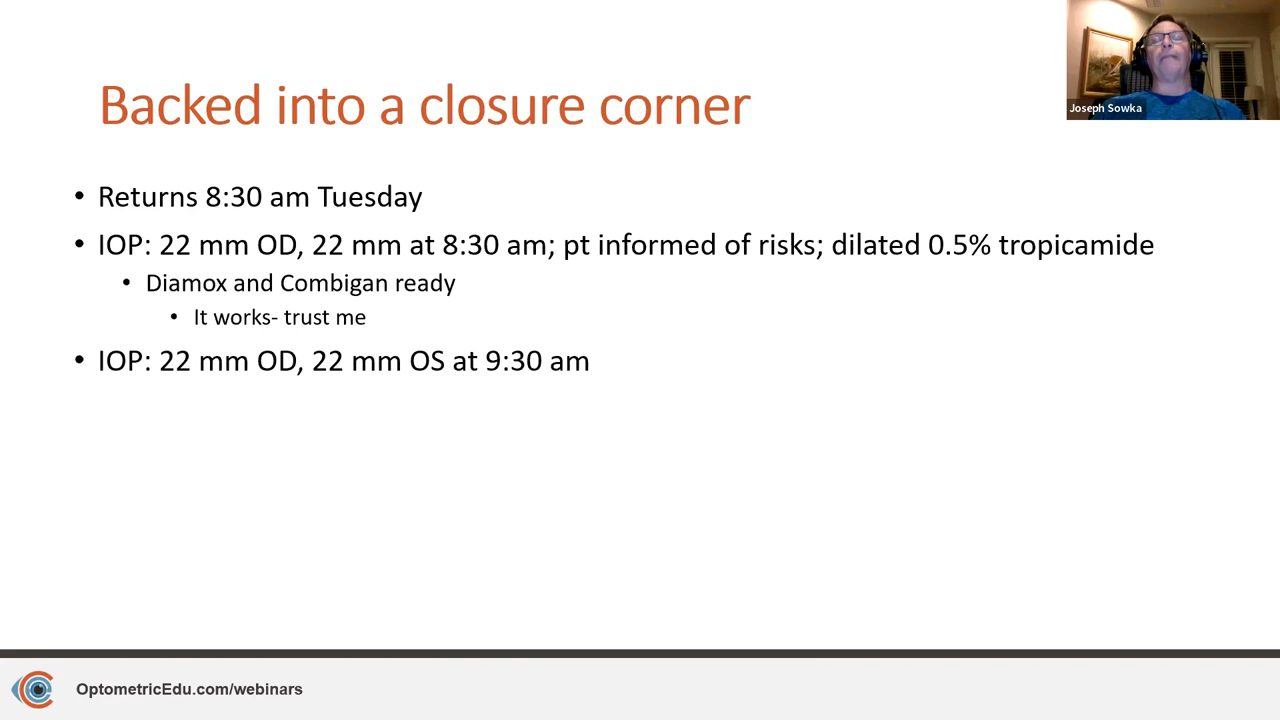 Joseph Sowka
Backed into a closure corner
• Returns 8:30 am Tuesday
• IOP: 22 mm OD, 22 mm at 8:30 am; pt informed of risks; dilated 0.5% tropicamide
• Diamox and Combigan ready
• It works- trust me
• IOP: 22 mm OD, 22 mm OS at 9:30 am
OptometricEdu.com/webinars